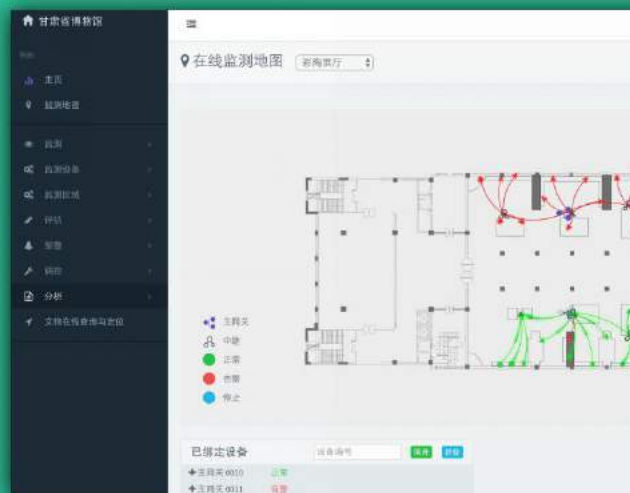 甘肃省博物馆
在线监测地图
彩陶展厅
主页
监测地图
监测
监测设备
监测区域
评估
预警
调控
分析
文物在线查询与定位
主网关
中继
正常
告警
停止
已绑定设备
设备编号
主网关 0010 正常
主网关 0011 告警